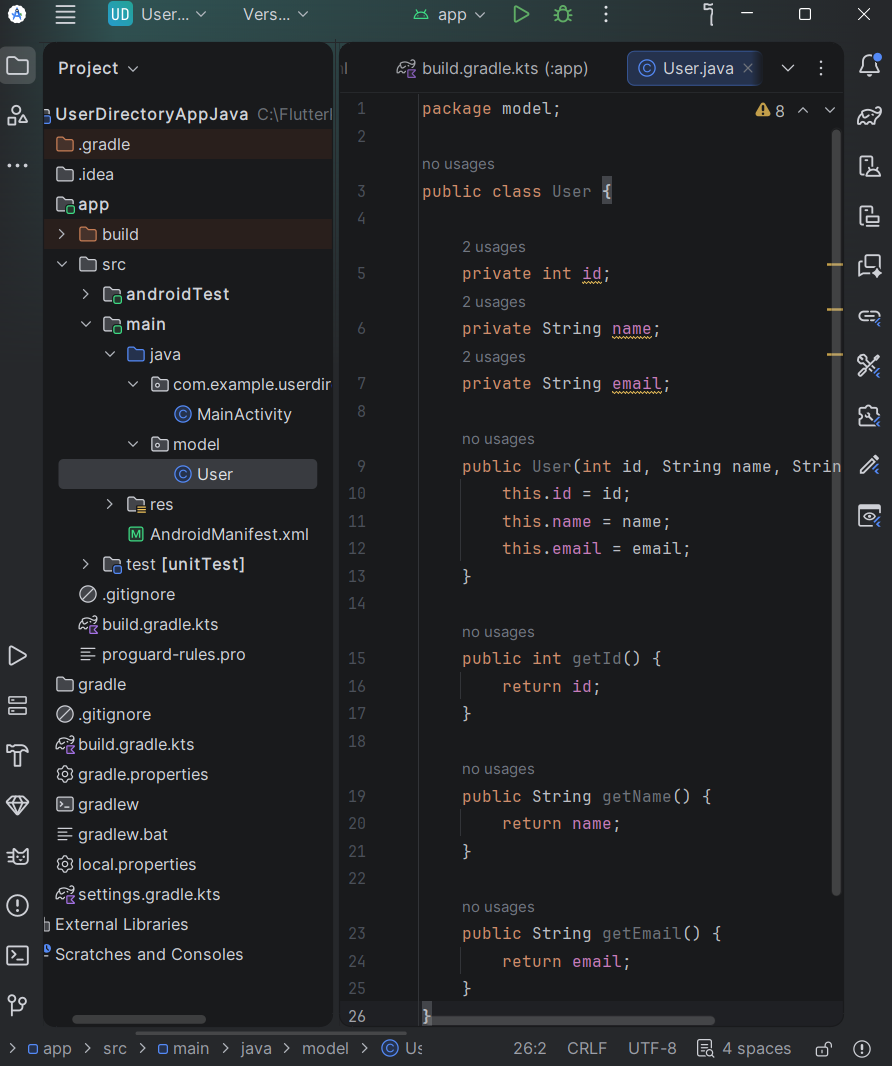 UD User... Vers... app
Project
UserDirectoryAppJava C:\Flutter
.gradle
.idea
app
build
src
androidTest
main
java
com.example.userdir
MainActivity
model
User
res
AndroidManifest.xml
test [unitTest]
.gitignore
build.gradle.kts
proguard-rules.pro
gradle
.gitignore
build.gradle.kts
gradle.properties
gradlew
gradlew.bat
local.properties
settings.gradle.kts
External Libraries
Scratches and Consoles
build.gradle.kts (:app) User.java
8
1 package model;
2
no usages
3 public class User {
4
2 usages
5 private int id;
2 usages
6 private String name;
2 usages
7 private String email;
8
no usages
9 public User(int id, String name, Strin
10 this.id = id;
11 this.name = name;
12 this.email = email;
13 }
14
no usages
15 public int getId() {
16 return id;
17 }
18
no usages
19 public String getName() {
20 return name;
21 }
22
no usages
23 public String getEmail() {
24 return email;
25 }
26 }
app > src > main > java > model > Us 26:2 CRLF UTF-8 4 spaces